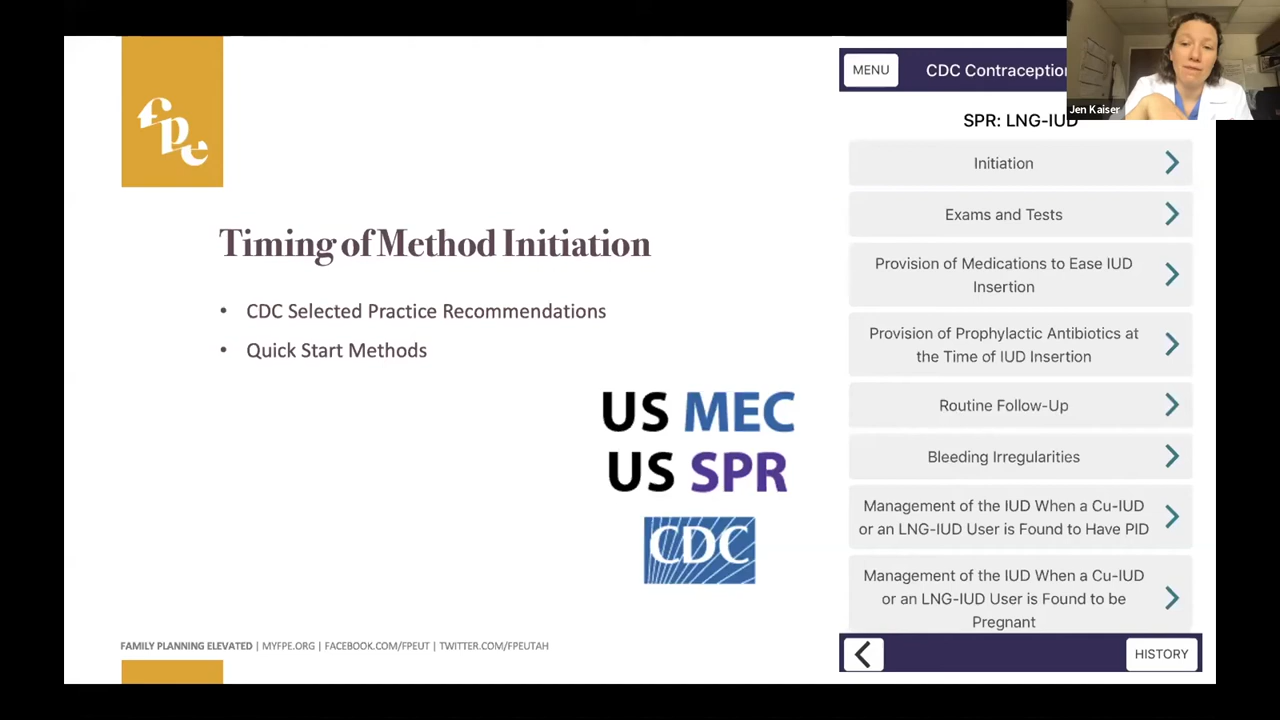 fpe
Timing of Method Initiation
• CDC Selected Practice Recommendations
• Quick Start Methods
US MEC
US SPR
CDC
FAMILY PLANNING ELEVATED | MYFPE.ORG | FACEBOOK.COM/FPEUT | TWITTER.COM/FPEUTAH
MENU
CDC Contraception
Jen Kaiser
SPR: LNG-IUD
Initiation
Exams and Tests
Provision of Medications to Ease IUD
Insertion
Provision of Prophylactic Antibiotics at
the Time of IUD Insertion
Routine Follow-Up
Bleeding Irregularities
Management of the IUD When a Cu-IUD
or an LNG-IUD User is Found to Have PID
Management of the IUD When a Cu-IUD
or an LNG-IUD User is Found to be
Pregnant
HISTORY